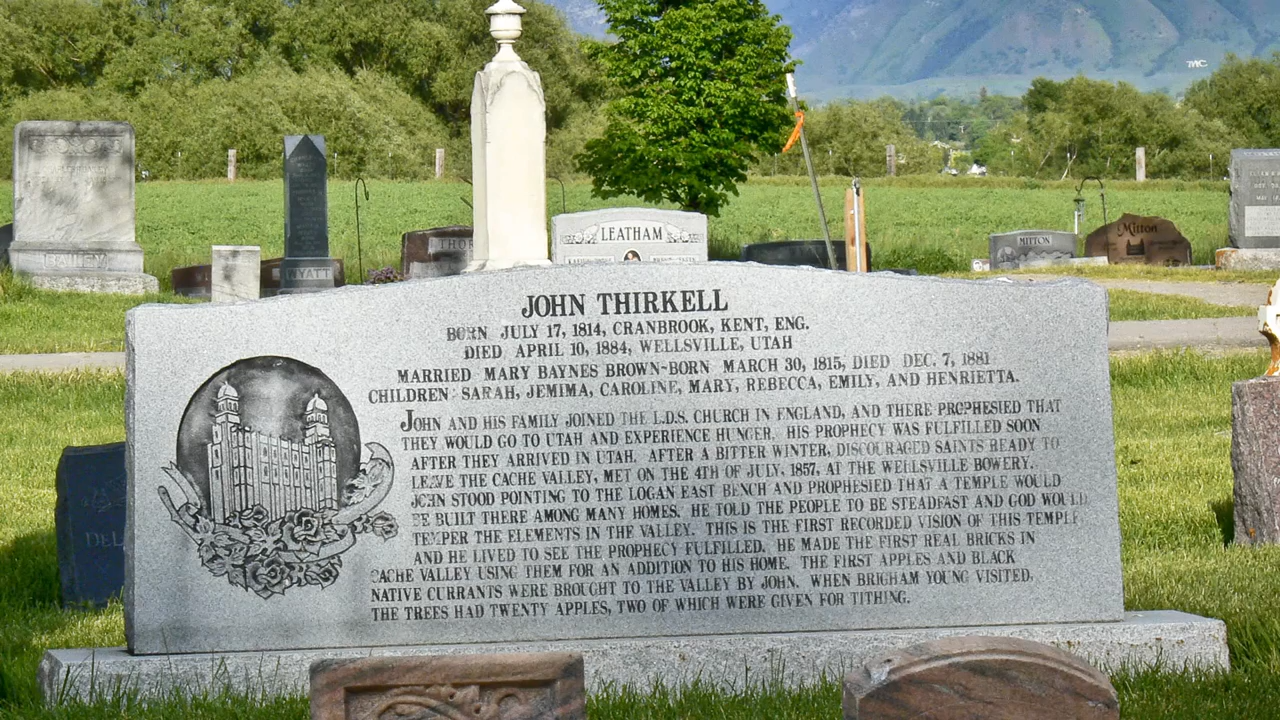 TWC
BAILEY
WYATT
THOR
LEATHAM
MITTON
Mitton
JOHN THIRKELL
BORN JULY 17, 1814, CRANBROOK, KENT, ENG.
DIED APRIL 10, 1884, WELLSVILLE, UTAH
MARRIED MARY BAYNES BROWN-BORN MARCH 30, 1815, DIED DEC. 7, 1881
CHILDREN: SARAH, JEMIMA, CAROLINE, MARY, REBECCA, EMILY, AND HENRIETTA.
JOHN AND HIS FAMILY JOINED THE L.D.S. CHURCH IN ENGLAND, AND THERE PROPHESIED THAT
THEY WOULD GO TO UTAH AND EXPERIENCE HUNGER. HIS PROPHECY WAS FULFILLED SOON
AFTER THEY ARRIVED IN UTAH. AFTER A BITTER WINTER, DISCOURAGED SAINTS READY TO
LEAVE THE CACHE VALLEY, MET ON THE 4TH OF JULY, 1857, AT THE WELLSVILLE BOWERY.
JOHN STOOD POINTING TO THE LOGAN EAST BENCH AND PROPHESIED THAT A TEMPLE WOULD
BE BUILT THERE AMONG MANY HOMES. HE TOLD THE PEOPLE TO BE STEADFAST AND GOD WOULD
TEMPER THE ELEMENTS IN THE VALLEY. THIS IS THE FIRST RECORDED VISION OF THIS TEMPLE
AND HE LIVED TO SEE THE PROPHECY FULFILLED. HE MADE THE FIRST REAL BRICKS IN
CACHE VALLEY USING THEM FOR AN ADDITION TO HIS HOME. THE FIRST APPLES AND BLACK
NATIVE CURRANTS WERE BROUGHT TO THE VALLEY BY JOHN. WHEN BRIGHAM YOUNG VISITED,
THE TREES HAD TWENTY APPLES, TWO OF WHICH WERE GIVEN FOR TITHING.
DEL